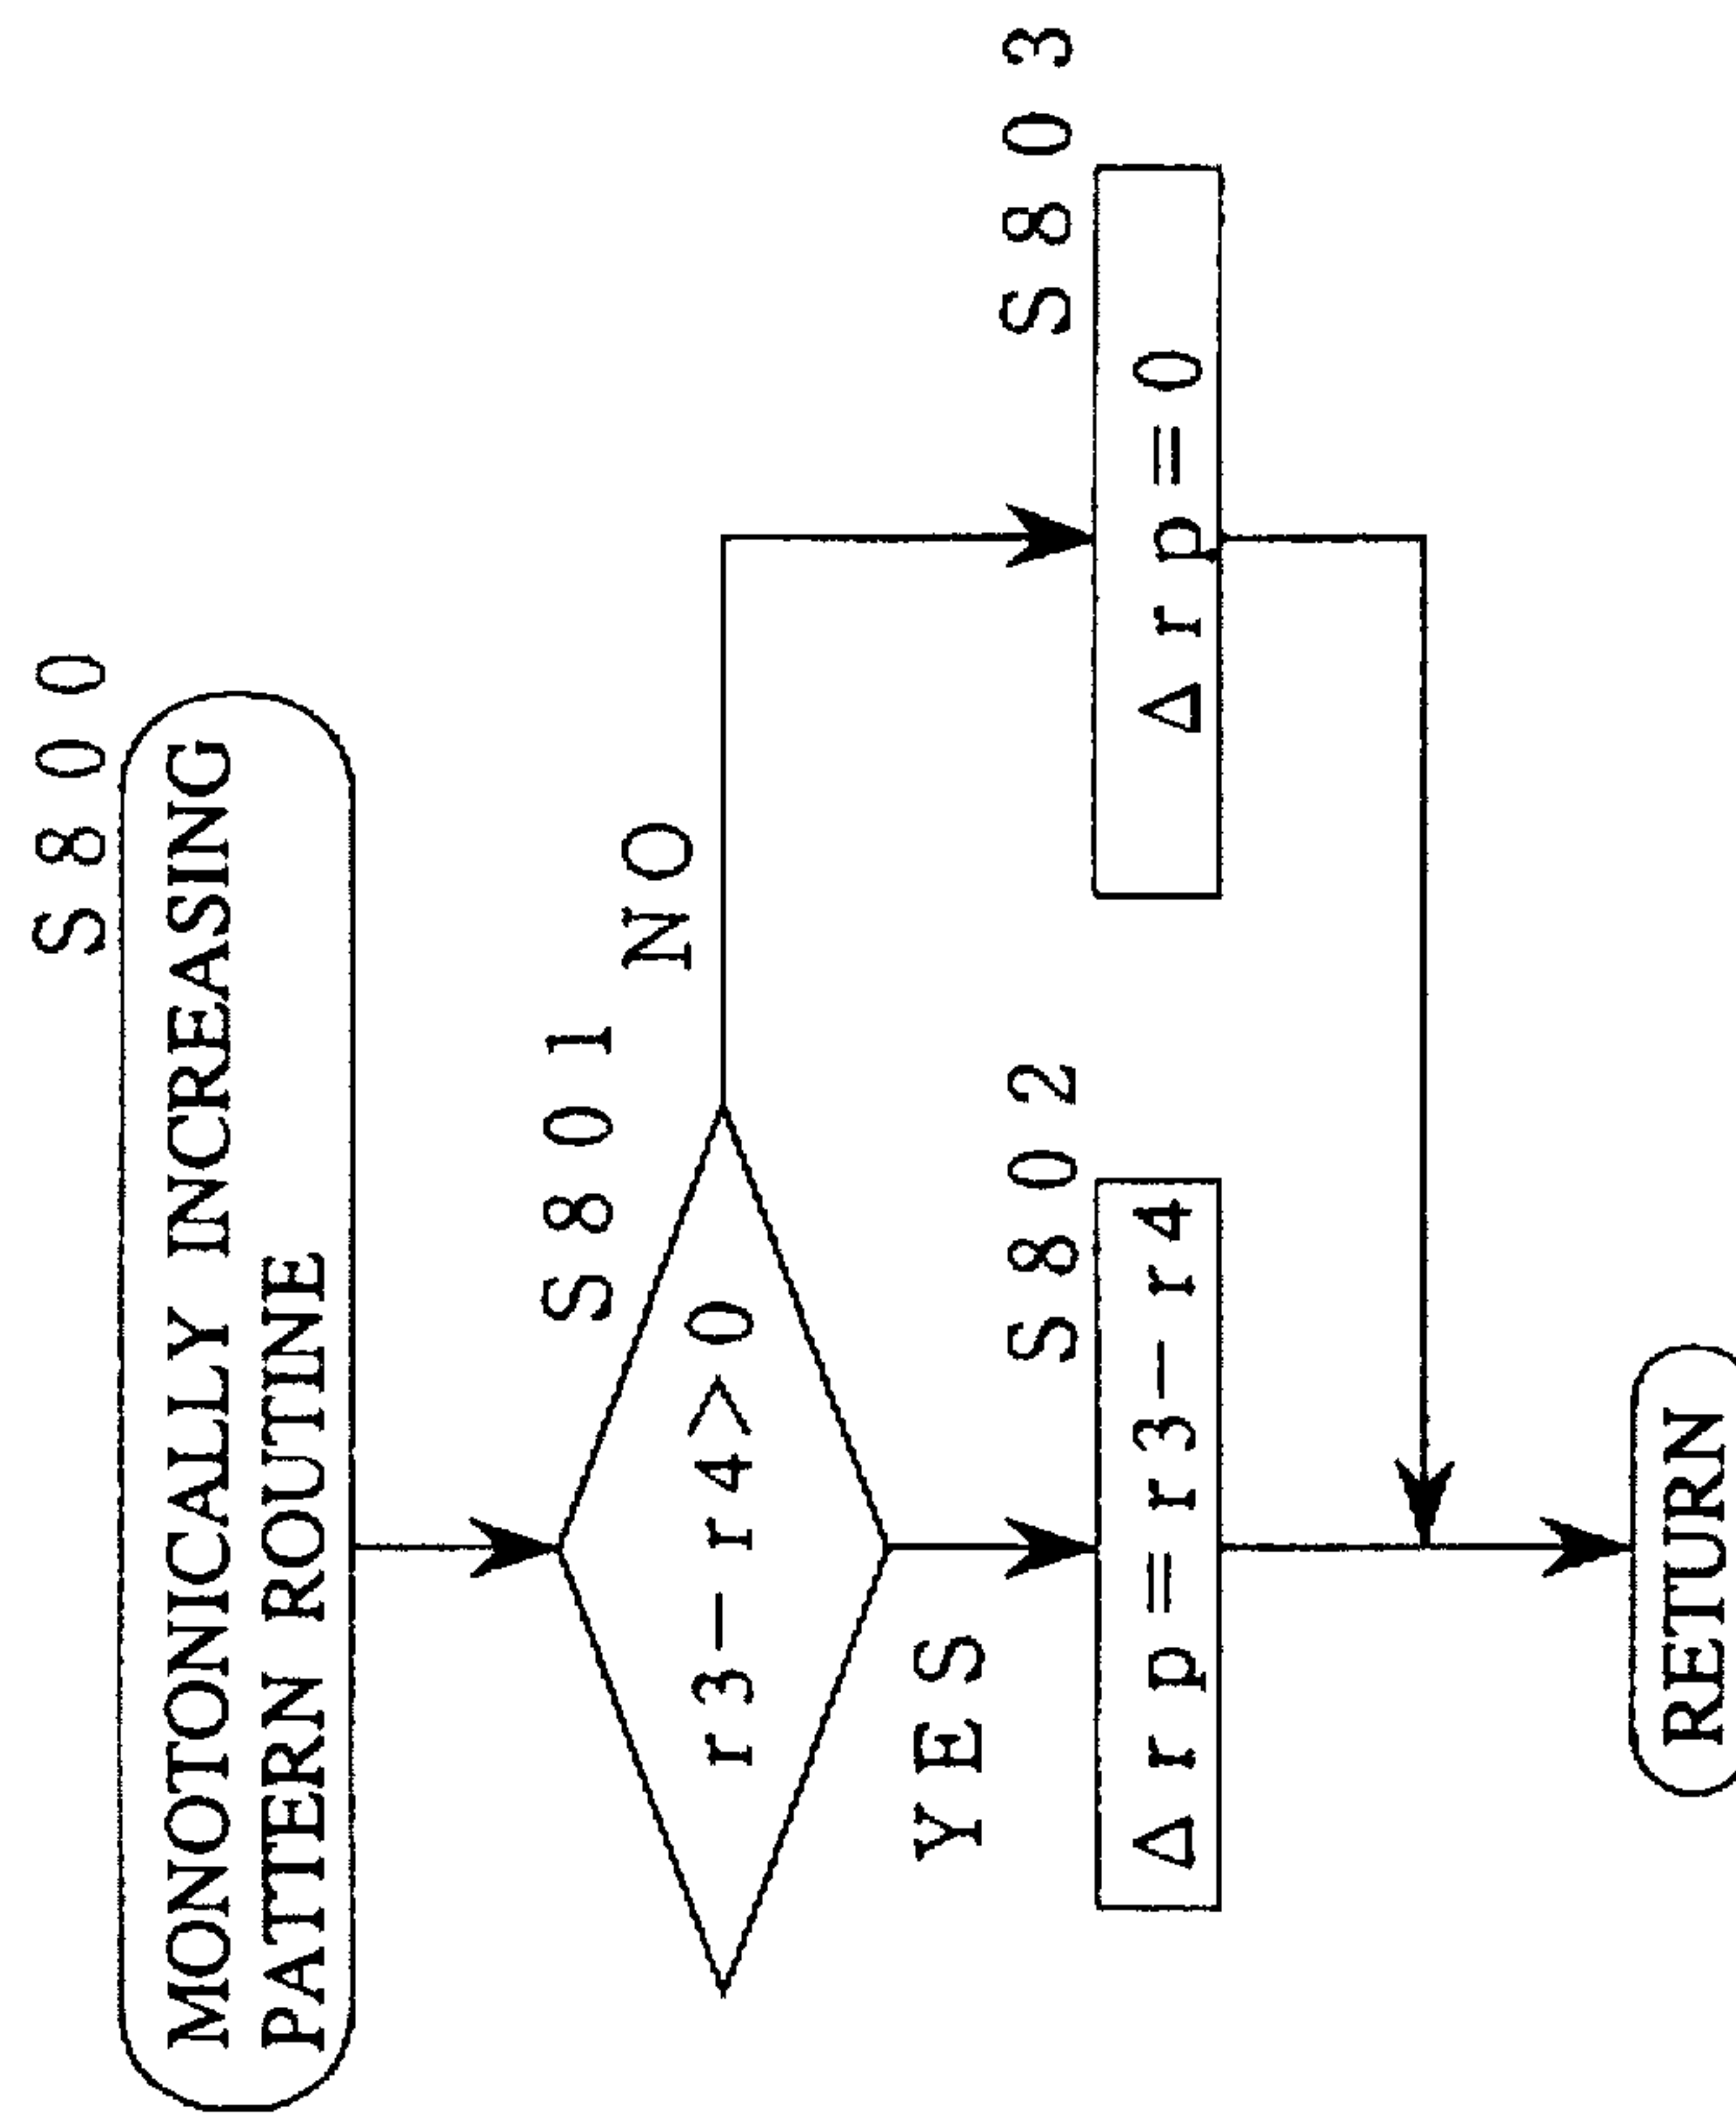 S800
MONOTONICALLY INCREASING
PATTERN ROUTINE
S801
r3-r4>0
NO
YES
S802
Δrp=r3-r4
S803
Δrp=0
RETURN